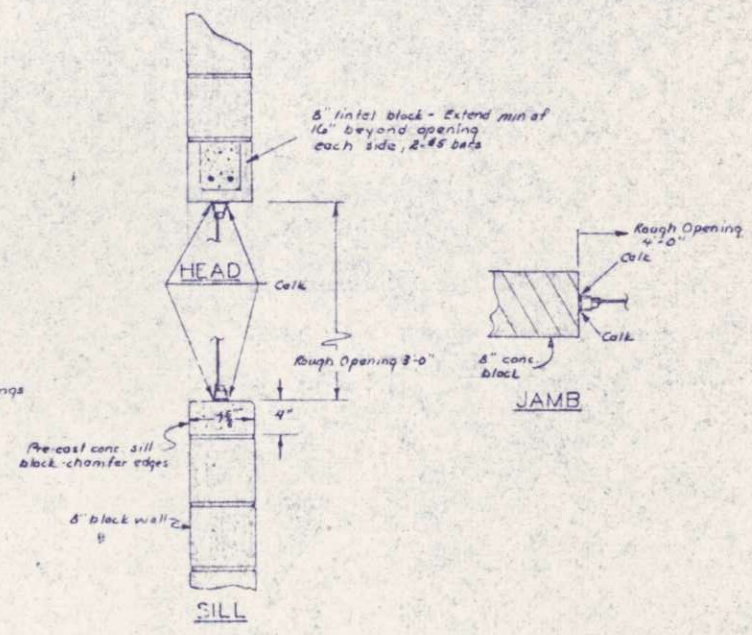 8" lintel block - Extend min of
16" beyond opening
each side, 2-#5 bars
HEAD
Calk
Rough Opening 3'-0"
4"
Pre-cast conc. sill
block-chamfer edges
8" block wall
SILL
Rough Opening
4'-0"
Calk
Calk
8" conc.
block
JAMB
ngs